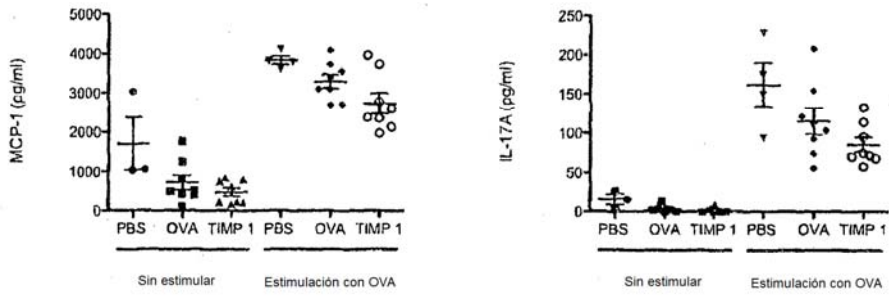 MCP-1 (pg/ml)
5000
4000
3000
2000
1000
0
PBS OVA TIMP 1 PBS OVA TIMP 1
Sin estimular Estimulación con OVA
IL-17A (pg/ml)
250
200
150
100
50
0
PBS OVA TIMP 1 PBS OVA TIMP 1
Sin estimular Estimulación con OVA